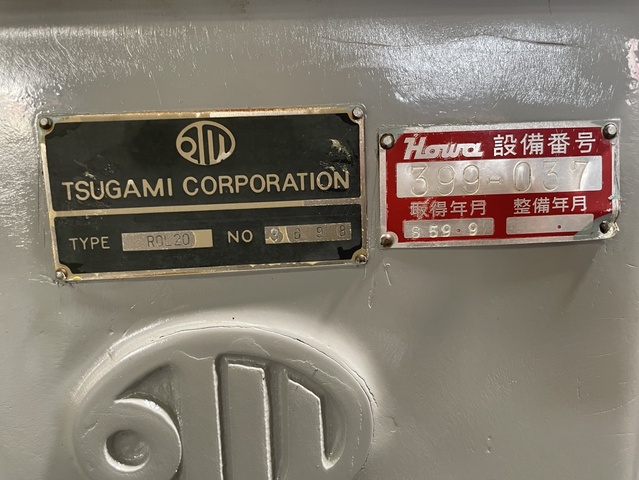 TSUGAMI CORPORATION
TYPE ROL20 NO
Howa 設備番号
399-037
取得年月 整備年月
S59.9